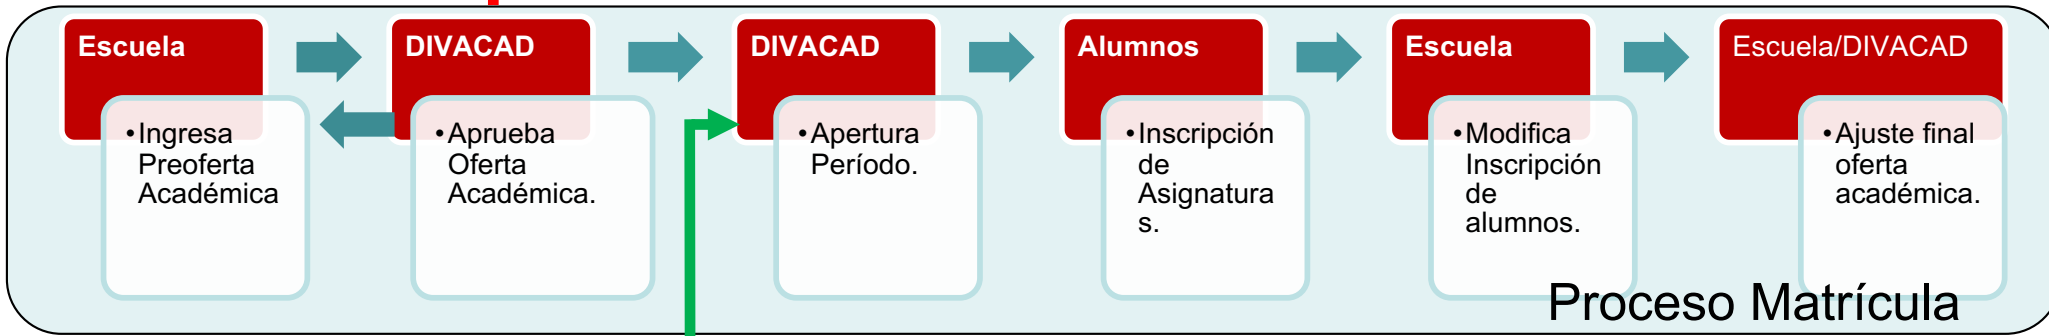 Escuela
•Ingresa
Preoferta
Académica
DIVACAD
•Aprueba
Oferta
Académica.
DIVACAD
•Apertura
Período.
Alumnos
•Inscripción
de
Asignatura
s.
Escuela
•Modifica
Inscripción
de
alumnos.
Escuela/DIVACAD
•Ajuste final
oferta
académica.
Proceso Matrícula